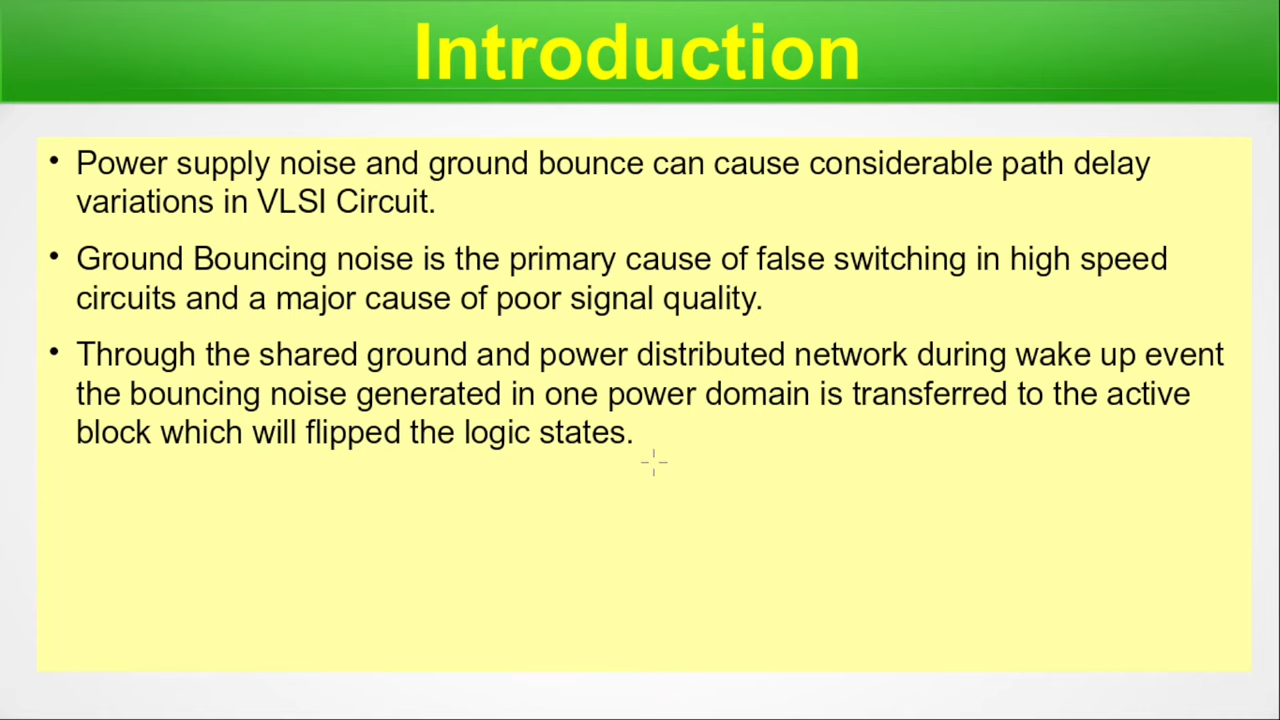 Introduction
• Power supply noise and ground bounce can cause considerable path delay
variations in VLSI Circuit.
• Ground Bouncing noise is the primary cause of false switching in high speed
circuits and a major cause of poor signal quality.
• Through the shared ground and power distributed network during wake up event
the bouncing noise generated in one power domain is transferred to the active
block which will flipped the logic states.